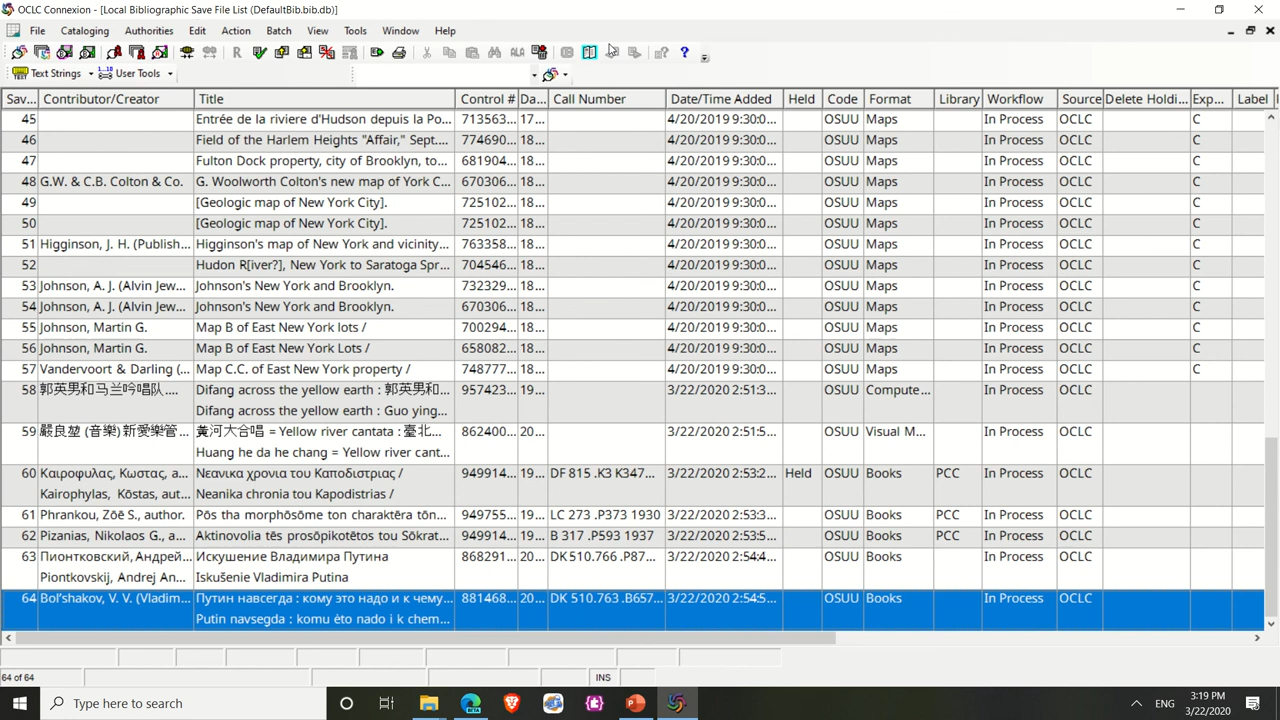 OCLC Connexion - [Local Bibliographic Save File List (DefaultBib.bib.db)]
File Cataloging Authorities Edit Action Batch View Tools Window Help
Text Strings User Tools
Sav... Contributor/Creator Title Control # Da... Call Number Date/Time Added Held Code Format Library Workflow Source Delete Holdi... Exp... Label
45 Entrée de la riviere d'Hudson depuis la Po... 713563... 17... 4/20/2019 9:30:0... OSUU Maps In Process OCLC C
46 Field of the Harlem Heights "Affair," Sept.... 774690... 18... 4/20/2019 9:30:0... OSUU Maps In Process OCLC C
47 Fulton Dock property, city of Brooklyn, to... 681904... 18... 4/20/2019 9:30:0... OSUU Maps In Process OCLC C
48 G.W. & C.B. Colton & Co. G. Woolworth Colton's new map of York C... 670306... 18... 4/20/2019 9:30:0... OSUU Maps In Process OCLC C
49 [Geologic map of New York City]. 725102... 18... 4/20/2019 9:30:0... OSUU Maps In Process OCLC C
50 [Geologic map of New York City]. 725102... 18... 4/20/2019 9:30:0... OSUU Maps In Process OCLC C
51 Higginson, J. H. (Publish... Higginson's map of New York and vicinity... 763358... 18... 4/20/2019 9:30:0... OSUU Maps In Process OCLC C
52 Hudon R[iver?], New York to Saratoga Spr... 704546... 18... 4/20/2019 9:30:0... OSUU Maps In Process OCLC C
53 Johnson, A. J. (Alvin Jew... Johnson's New York and Brooklyn. 732329... 18... 4/20/2019 9:30:0... OSUU Maps In Process OCLC C
54 Johnson, A. J. (Alvin Jew... Johnson's New York and Brooklyn. 670306... 18... 4/20/2019 9:30:0... OSUU Maps In Process OCLC C
55 Johnson, Martin G. Map B of East New York lots / 700294... 18... 4/20/2019 9:30:0... OSUU Maps In Process OCLC C
56 Johnson, Martin G. Map B of East New York Lots / 658082... 18... 4/20/2019 9:30:0... OSUU Maps In Process OCLC C
57 Vandervoort & Darling (... Map C.C. of East New York property / 748777... 18... 4/20/2019 9:30:0... OSUU Maps In Process OCLC C
58 郭英男和马兰吟唱队.... Difang across the yellow earth : 郭英男和... 957423... 19... 3/22/2020 2:51:3... OSUU Compute... In Process OCLC
Difang across the yellow earth : Guo ying...
59 嚴良堃 (音樂) 新愛樂管... 黄河大合唱 = Yellow river cantata : 臺北... 862400... 20... 3/22/2020 2:51:5... OSUU Visual M... In Process OCLC
Huang he da he chang = Yellow river cant...
60 Καιροφυλας, Κωστας, a... Νεανικα χρονια του Καποδιστριας / 949914... 19... DF 815 .K3 K347... 3/22/2020 2:53:2... Held OSUU Books PCC In Process OCLC
Kairophylas, Kōstas, aut... Neanika chronia tou Kapodistrias /
61 Phrankou, Zōē S., author. Pōs tha morphōsōme ton charaktēra tōn... 949755... 19... LC 273 .P373 1930 3/22/2020 2:53:3... OSUU Books PCC In Process OCLC
62 Pizanias, Nikolaos G., a... Aktinovolia tēs prosōpikotētos tou Sōkrat... 949914... 19... B 317 .P593 1937 3/22/2020 2:53:5... OSUU Books PCC In Process OCLC
63 Пионтковский, Андрей... Искушение Владимира Путина 868291... 20... DK 510.766 .P87... 3/22/2020 2:54:4... OSUU Books In Process OCLC
Piontkovskij, Andrej An... Iskušenie Vladimira Putina
64 Bolʹshakov, V. V. (Vladim... Путин навсегда : кому это надо и к чему... 881468... 20... DK 510.763 .B657... 3/22/2020 2:54:5... OSUU Books In Process OCLC
Putin navsegda : komu ėto nado i k chem...
64 of 64 INS
Type here to search ENG 3:19 PM
3/22/2020